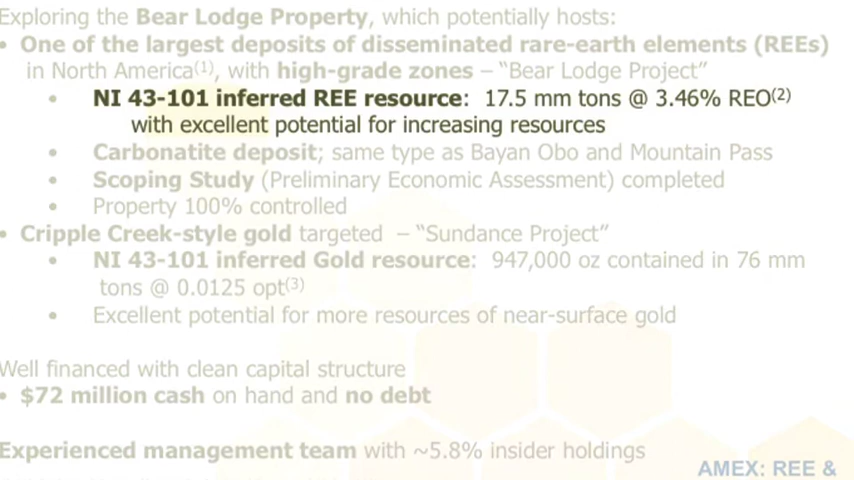 Exploring the Bear Lodge Property, which potentially hosts:
• One of the largest deposits of disseminated rare-earth elements (REEs)
in North America(1), with high-grade zones – “Bear Lodge Project”
• NI 43-101 inferred REE resource: 17.5 mm tons @ 3.46% REO(2)
with excellent potential for increasing resources
• Carbonatite deposit; same type as Bayan Obo and Mountain Pass
• Scoping Study (Preliminary Economic Assessment) completed
• Property 100% controlled
• Cripple Creek-style gold targeted – “Sundance Project”
• NI 43-101 inferred Gold resource: 947,000 oz contained in 76 mm
tons @ 0.0125 opt(3)
• Excellent potential for more resources of near-surface gold
Well financed with clean capital structure
• $72 million cash on hand and no debt
Experienced management team with ~5.8% insider holdings
AMEX: REE &